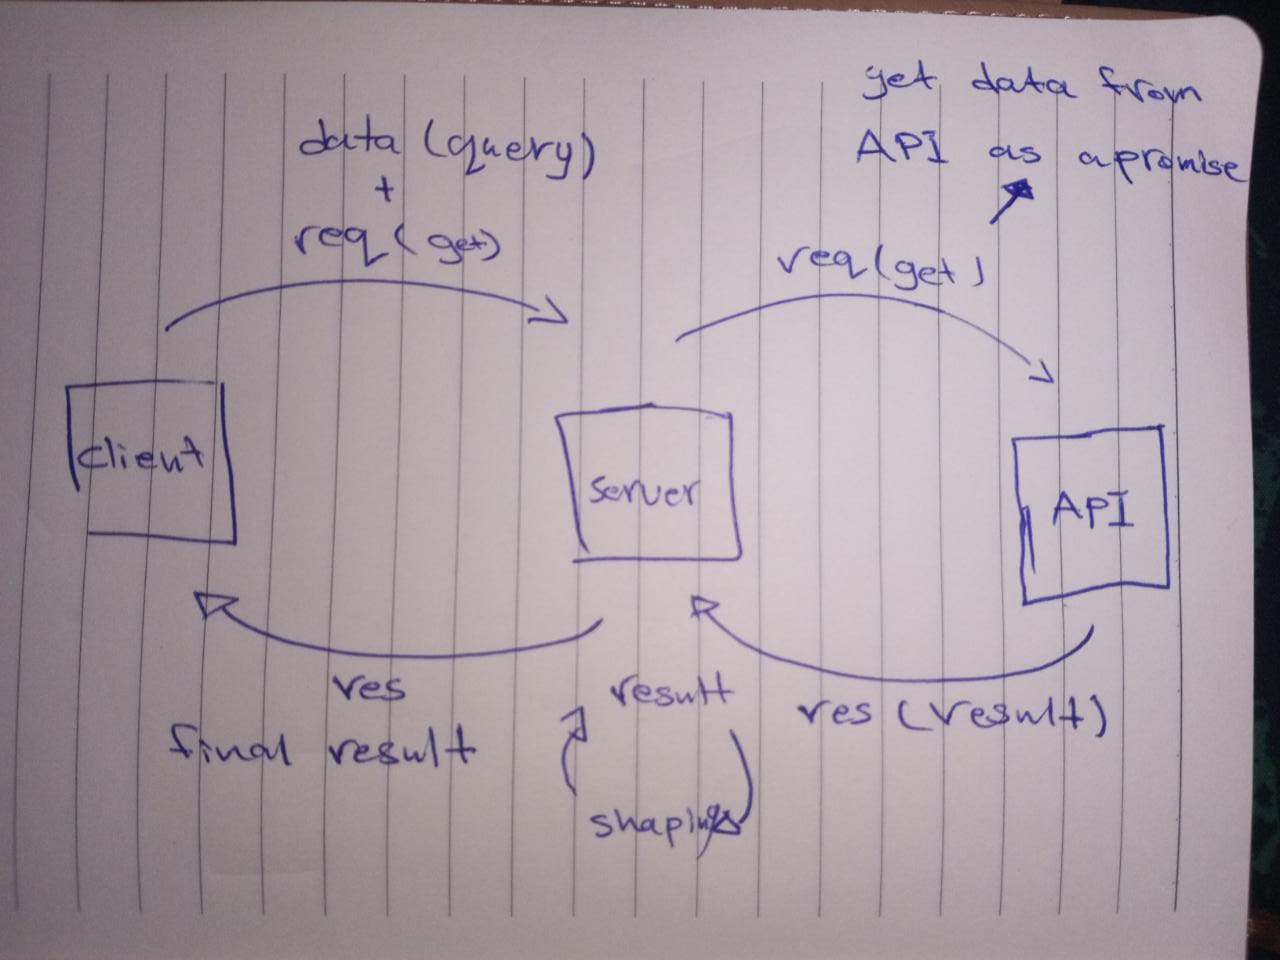 data (query)
+
req (get)
get data from
API as a promise
req (get)
client
server
API
res
final result
result
shaping
res (result)